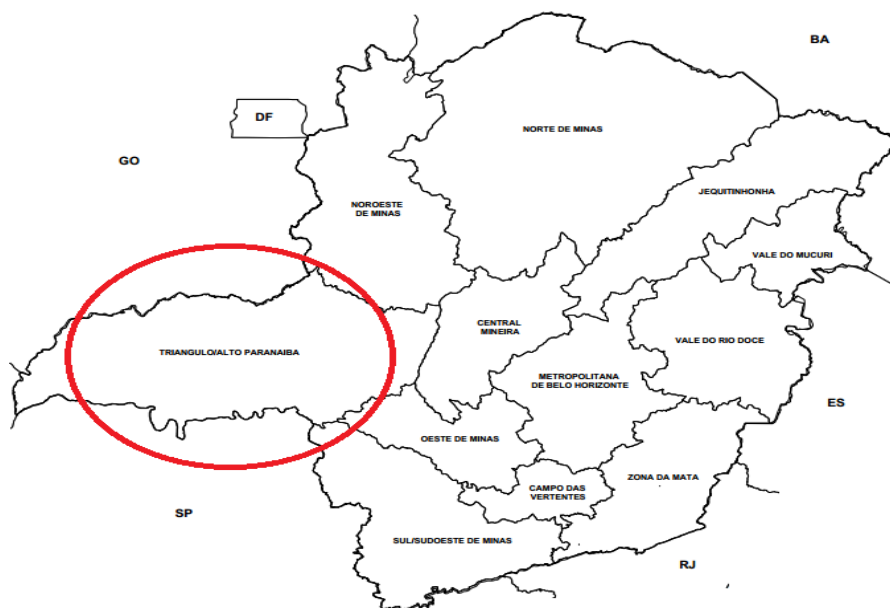 BA
DF
NORTE DE MINAS
GO
JEQUITINHONHA
NOROESTE
DE MINAS
VALE DO MUCURI
CENTRAL
MINEIRA
VALE DO RIO DOCE
TRIANGULO/ALTO PARANAIBA
METROPOLITANA
DE BELO HORIZONTE
ES
OESTE DE MINAS
ZONA DA MATA
CAMPO DAS
VERTENTES
SP
SUL/SUDOESTE DE MINAS
RJ